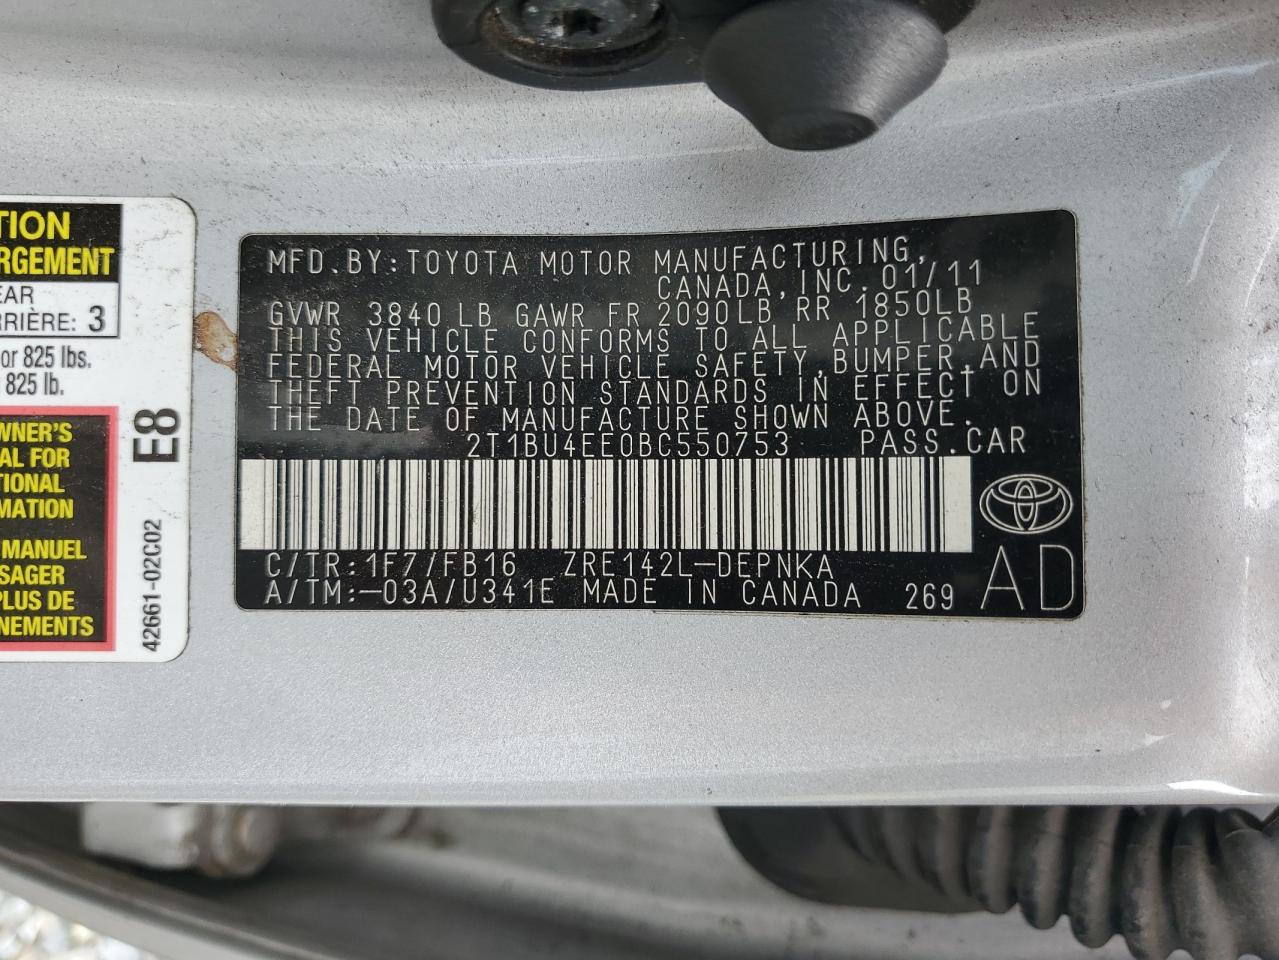 TION
RGEMENT
EAR
RRIÈRE: 3
or 825 lbs.
825 lb.
WNER'S
AL FOR
TIONAL
MATION
MANUEL
SAGER
PLUS DE
NEMENTS
E8
42661-02C02
MFD.BY:TOYOTA MOTOR MANUFACTURING,
CANADA,INC.01/11
GVWR 3840LB GAWR FR 2090LB,RR 1850LB
THIS VEHICLE CONFORMS TO ALL APPLICABLE
FEDERAL MOTOR VEHICLE SAFETY,BUMPER,AND
THEFT PREVENTION STANDARDS IN EFFECT ON
THE DATE OF MANUFACTURE SHOWN ABOVE.
2T1BU4EE0BC550753 PASS.CAR
C/TR:1F7/FB16 ZRE142L-DEPNKA
A/TM:-03A/U341E MADE IN CANADA 269 AD